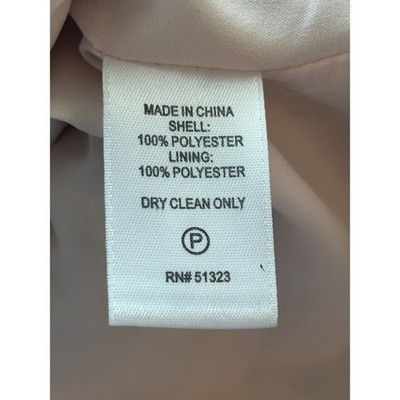 MADE IN CHINA
SHELL:
100% POLYESTER
LINING:
100% POLYESTER
DRY CLEAN ONLY
P
RN# 51323